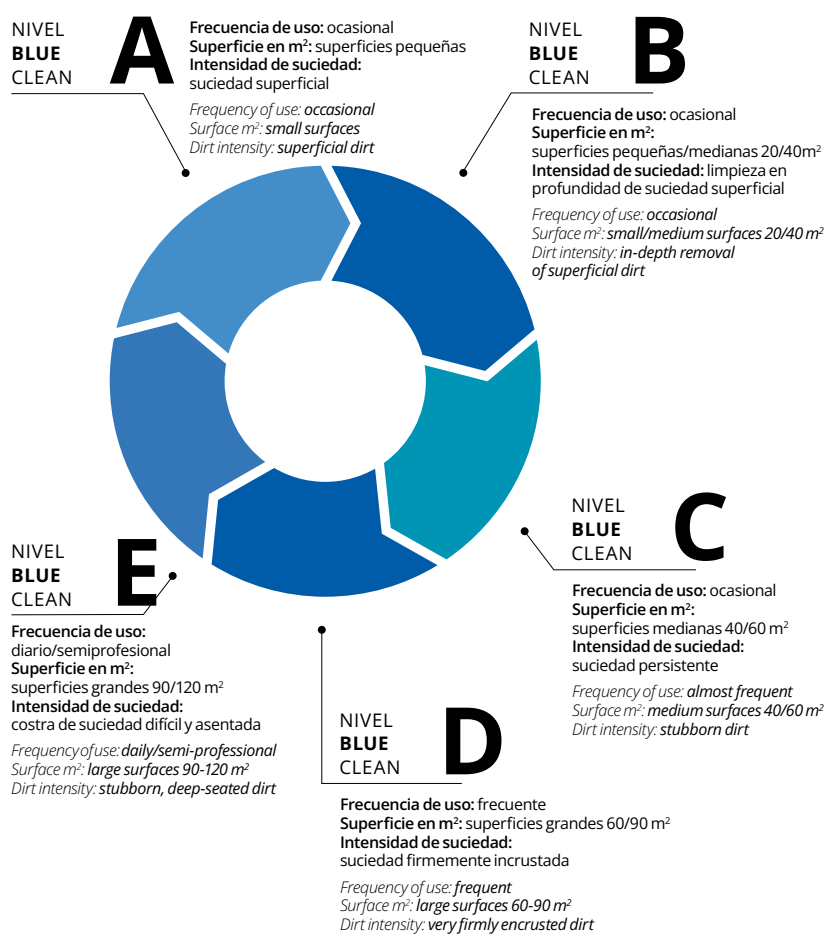 NIVEL
BLUE
CLEAN
A
Frecuencia de uso: ocasional
Superficie en m²: superficies pequeñas
Intensidad de suciedad:
suciedad superficial
Frequency of use: occasional
Surface m²: small surfaces
Dirt intensity: superficial dirt
NIVEL
BLUE
CLEAN
B
Frecuencia de uso: ocasional
Superficie en m²:
superficies pequeñas/medianas 20/40m²
Intensidad de suciedad: limpieza en
profundidad de suciedad superficial
Frequency of use: occasional
Surface m²: small/medium surfaces 20/40 m²
Dirt intensity: in-depth removal
of superficial dirt
NIVEL
BLUE
CLEAN
C
Frecuencia de uso: ocasional
Superficie en m²:
superficies medianas 40/60 m²
Intensidad de suciedad:
suciedad persistente
Frequency of use: almost frequent
Surface m²: medium surfaces 40/60 m²
Dirt intensity: stubborn dirt
NIVEL
BLUE
CLEAN
D
Frecuencia de uso: frecuente
Superficie en m²: superficies grandes 60/90 m²
Intensidad de suciedad:
suciedad firmemente incrustada
Frequency of use: frequent
Surface m²: large surfaces 60-90 m²
Dirt intensity: very firmly encrusted dirt
NIVEL
BLUE
CLEAN
E
Frecuencia de uso:
diario/semiprofesional
Superficie en m²:
superficies grandes 90/120 m²
Intensidad de suciedad:
costra de suciedad difícil y asentada
Frequency of use: daily/semi-professional
Surface m²: large surfaces 90-120 m²
Dirt intensity: stubborn, deep-seated dirt